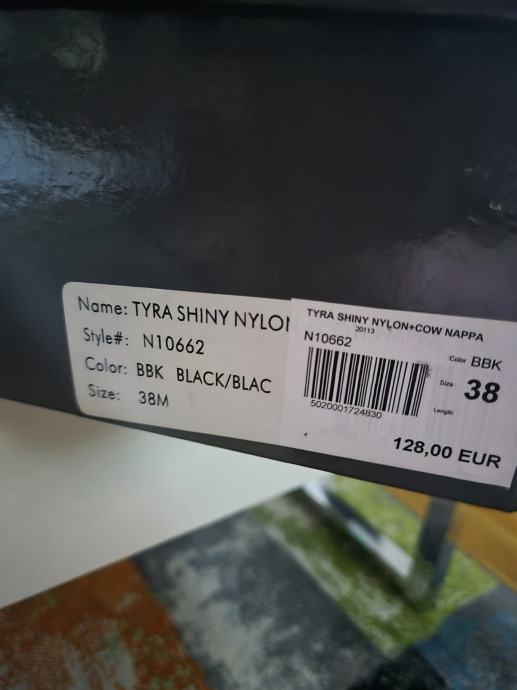 Name: TYRA SHINY NYLON
Style#: N10662
Color: BBK BLACK/BLAC
Size: 38M
TYRA SHINY NYLON+COW NAPPA
20113
N10662
Color BBK
Size 38
Length
5020001724830
128,00 EUR